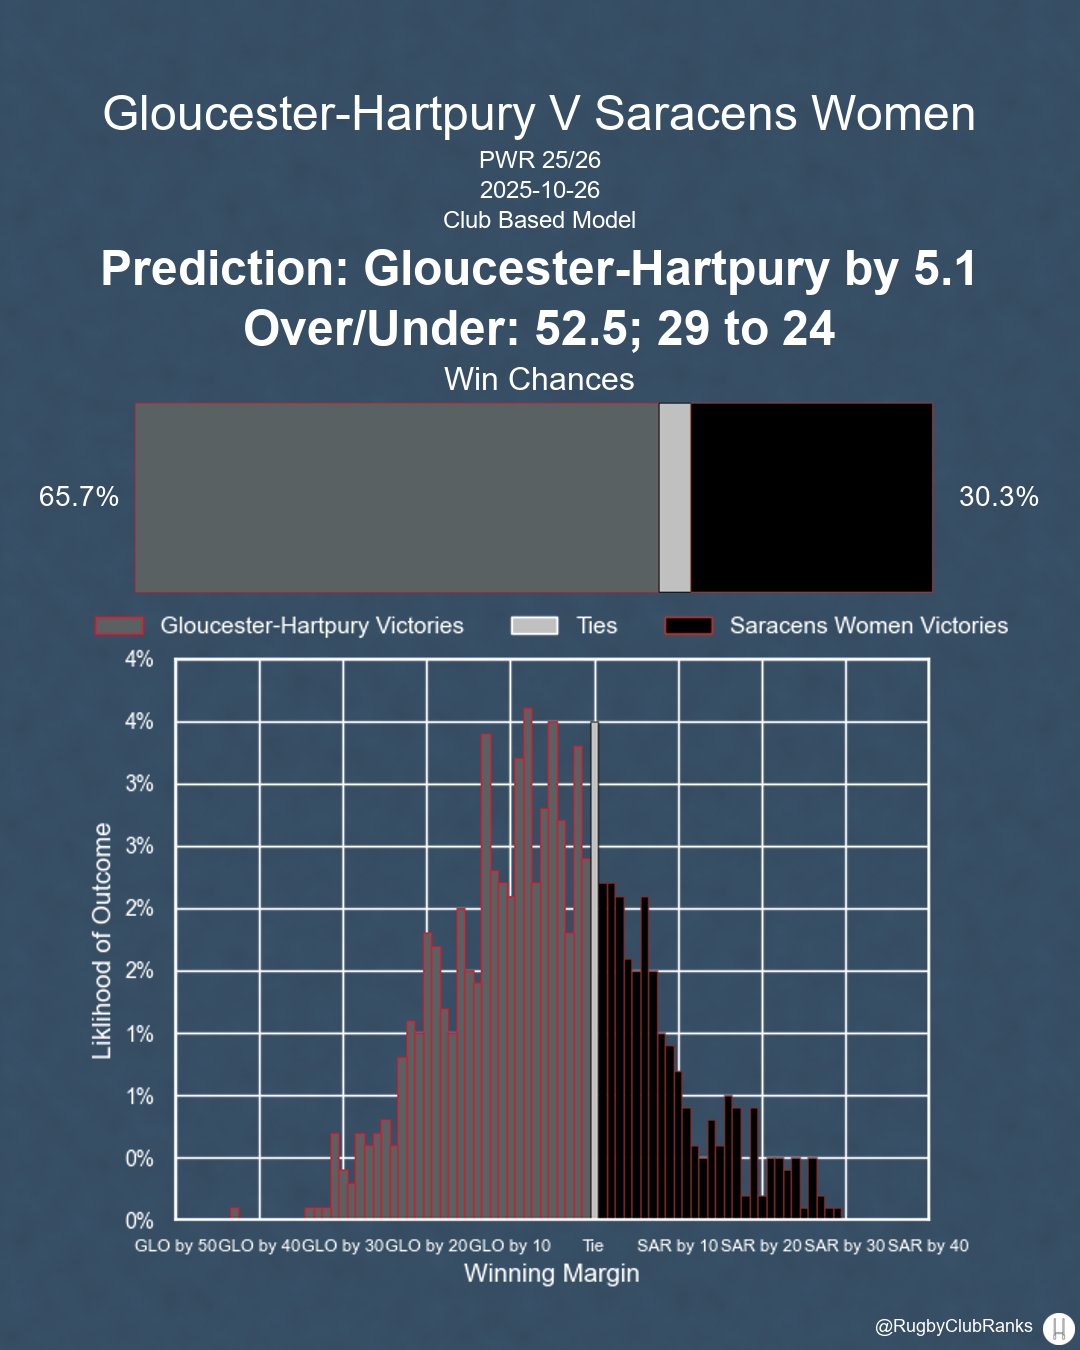 Gloucester-Hartpury V Saracens Women
PWR 25/26
2025-10-26
Club Based Model
Prediction: Gloucester-Hartpury by 5.1
Over/Under: 52.5; 29 to 24
Win Chances
65.7%
30.3%
Gloucester-Hartpury Victories
Ties
Saracens Women Victories
4%
4%
3%
3%
2%
2%
1%
1%
0%
0%
Liklihood of Outcome
GLO by 50 GLO by 40 GLO by 30 GLO by 20 GLO by 10 Tie SAR by 10 SAR by 20 SAR by 30 SAR by 40
Winning Margin
@RugbyClubRanks